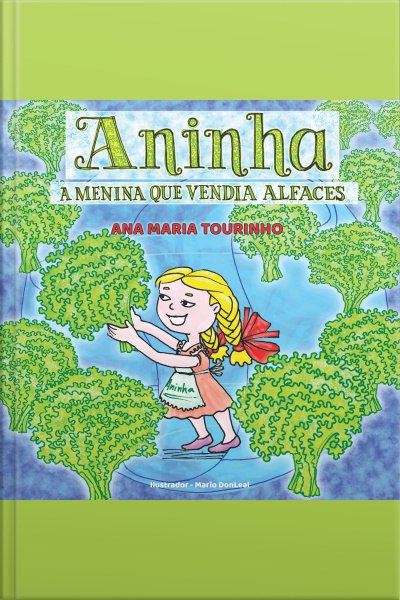 Aninha
A MENINA QUE VENDIA ALFACES
ANA MARIA TOURINHO
Aninha
Ilustrador - Mario DonLeal